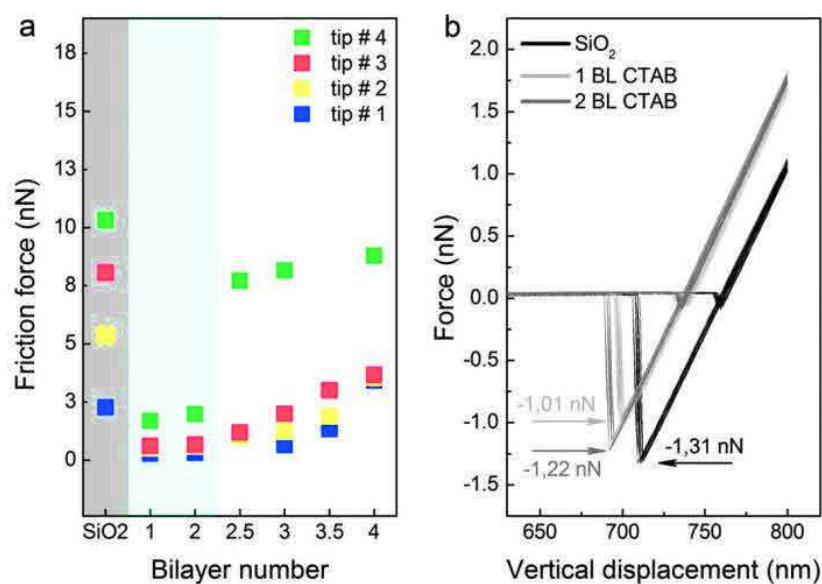 a
tip # 4
tip # 3
tip # 2
tip # 1
18
15
13
10
8
5
3
0
Friction force (nN)
SiO2 1 2 2.5 3 3.5 4
Bilayer number
b
SiO₂
1 BL CTAB
2 BL CTAB
2.0
1.5
1.0
0.5
0.0
-0.5
-1.0
-1.5
Force (nN)
-1,01 nN
-1,22 nN
-1,31 nN
650 700 750 800
Vertical displacement (nm)